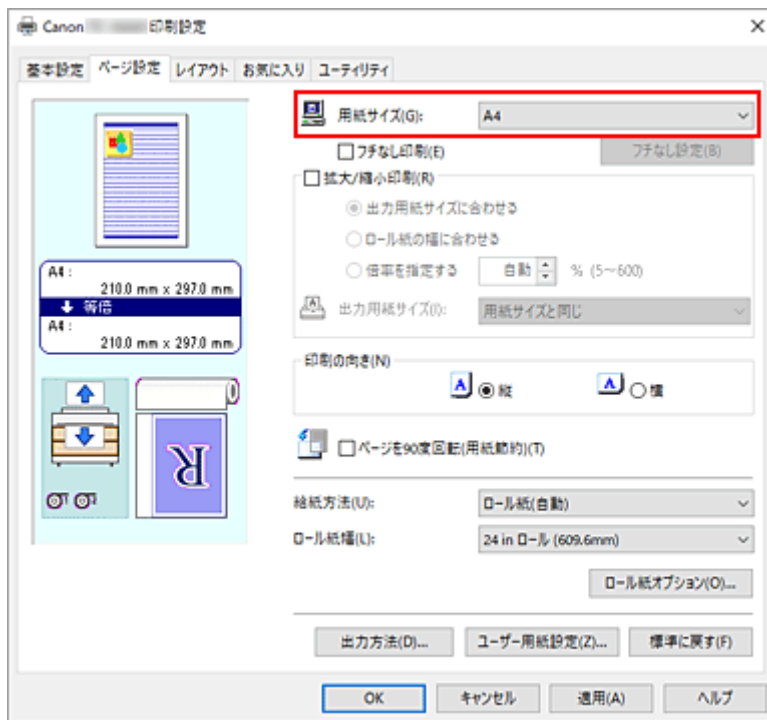 Canon 印刷設定
基本設定 ページ設定 レイアウト お気に入り ユーティリティ
用紙サイズ(G): A4
フチなし印刷(E) フチなし設定(B)
拡大/縮小印刷(R)
出力用紙サイズに合わせる
ロール紙の幅に合わせる
倍率を指定する 自動 % (5～600)
出力用紙サイズ(I): 用紙サイズと同じ
A4 :
210.0 mm x 297.0 mm
等倍
A4 :
210.0 mm x 297.0 mm
印刷の向き(N)
A 縦 A 横
R
ページを90度回転(用紙節約)(T)
給紙方法(U): ロール紙(自動)
ロール紙幅(L): 24 in ロール (609.6mm)
ロール紙オプション(O)...
出力方法(D)... ユーザー用紙設定(Z)... 標準に戻す(F)
OK キャンセル 適用(A) ヘルプ